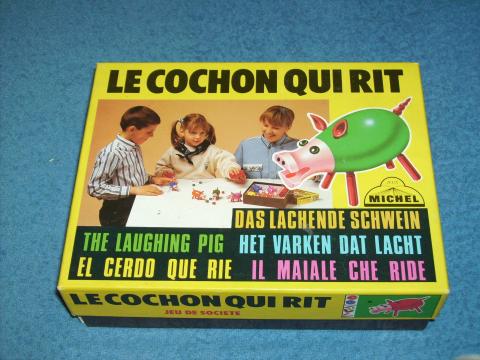 LE COCHON QUI RIT
MICHEL
DAS LACHENDE SCHWEIN
THE LAUGHING PIG
HET VARKEN DAT LACHT
EL CERDO QUE RIE
IL MAIALE CHE RIDE
LE COCHON QUI RIT
JEU DE SOCIETE